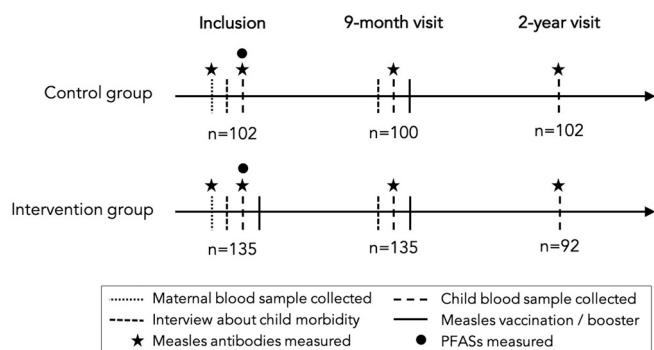 Inclusion 9-month visit 2-year visit
Control group
n=102 n=100 n=102
Intervention group
n=135 n=135 n=92
Maternal blood sample collected Child blood sample collected
Interview about child morbidity Measles vaccination / booster
Measles antibodies measured PFASs measured